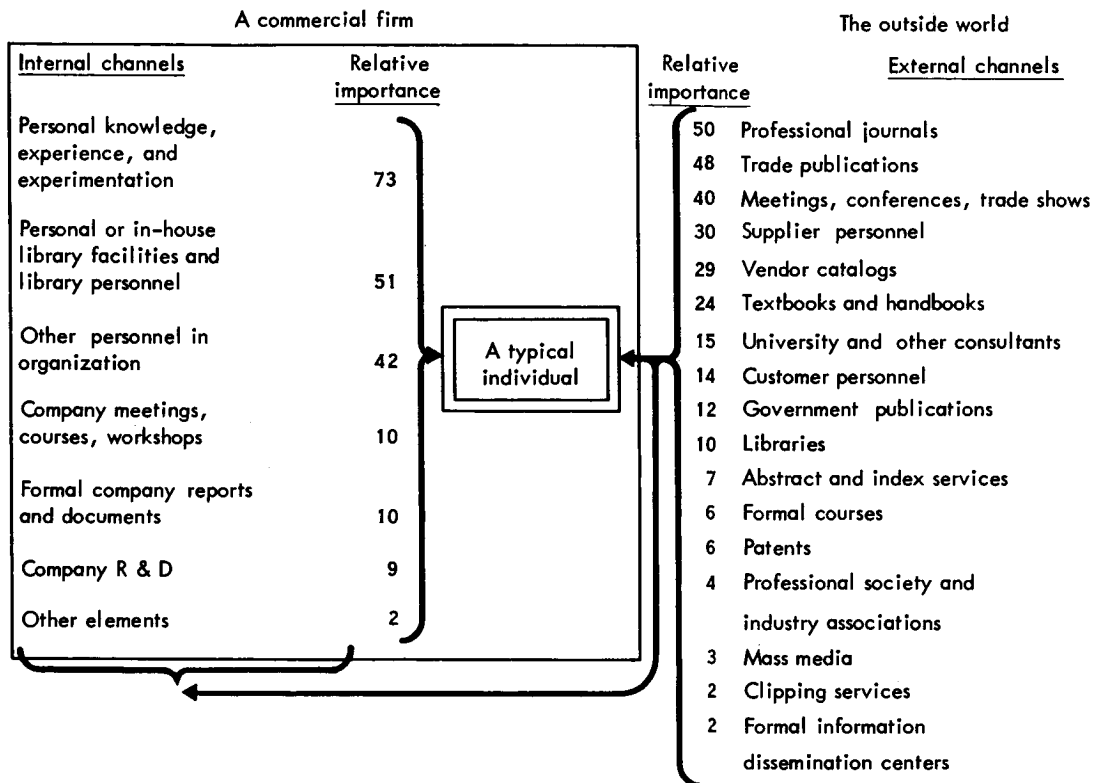 A commercial firm
Internal channels
Relative
importance
Personal knowledge,
experience, and
experimentation 73
Personal or in-house
library facilities and
library personnel 51
Other personnel in
organization 42
Company meetings,
courses, workshops 10
Formal company reports
and documents 10
Company R & D 9
Other elements 2
A typical
individual
The outside world
Relative
importance
External channels
50 Professional journals
48 Trade publications
40 Meetings, conferences, trade shows
30 Supplier personnel
29 Vendor catalogs
24 Textbooks and handbooks
15 University and other consultants
14 Customer personnel
12 Government publications
10 Libraries
7 Abstract and index services
6 Formal courses
6 Patents
4 Professional society and
industry associations
3 Mass media
2 Clipping services
2 Formal information
dissemination centers